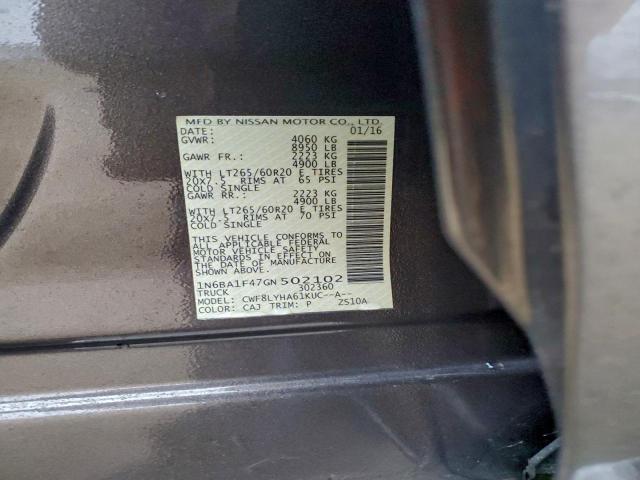 MFD BY NISSAN MOTOR CO., LTD.
DATE: 01/16
GVWR: 4060 KG
8950 LB
GAWR FR.: 2223 KG
4900 LB
WITH LT265/60R20 E TIRES
20X7.5 RIMS AT 65 PSI
COLD SINGLE
GAWR RR.: 2223 KG
4900 LB
WITH LT265/60R20 E TIRES
20X7.5 RIMS AT 70 PSI
COLD SINGLE
THIS VEHICLE CONFORMS TO
ALL APPLICABLE FEDERAL
MOTOR VEHICLE SAFETY
STANDARDS IN EFFECT ON
THE DATE OF MANUFACTURE
1N6BA1F47GN502102
TRUCK 302360
MODEL: CWF8LYHA61KUC--A--
COLOR: CAJ TRIM: P ZS10A